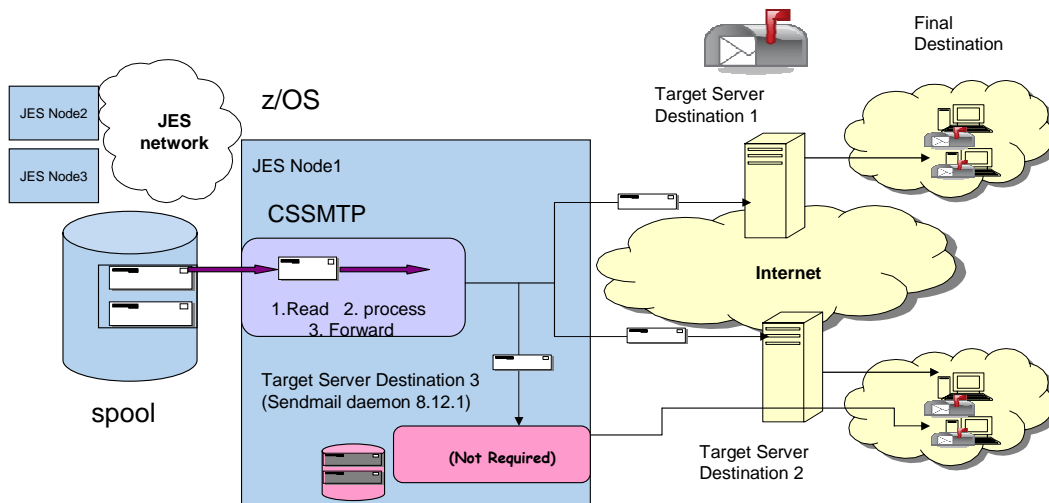 Final
Destination
Target Server
Destination 1
z/OS
JES Node2
JES
network
JES Node3
JES Node1
CSSMTP
1.Read 2. process
3. Forward
Internet
spool
Target Server Destination 3
(Sendmail daemon 8.12.1)
(Not Required)
Target Server
Destination 2